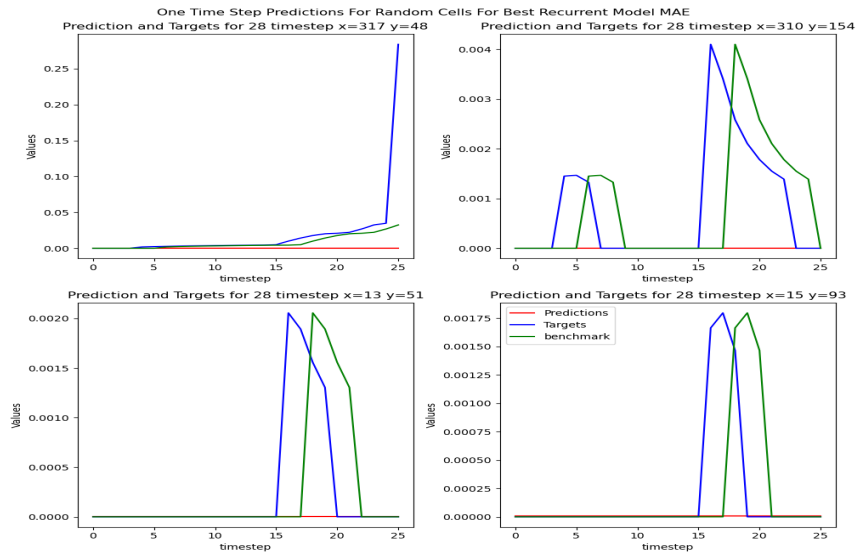 One Time Step Predictions For Random Cells For Best Recurrent Model MAE
Prediction and Targets for 28 timestep x=317 y=48
Values
0.25
0.20
0.15
0.10
0.05
0.00
0 5 10 15 20 25
timestep
Prediction and Targets for 28 timestep x=310 y=154
Values
0.004
0.003
0.002
0.001
0.000
0 5 10 15 20 25
timestep
Prediction and Targets for 28 timestep x=13 y=51
Values
0.0020
0.0015
0.0010
0.0005
0.0000
0 5 10 15 20 25
timestep
Prediction and Targets for 28 timestep x=15 y=93
Predictions
Targets
benchmark
Values
0.00175
0.00150
0.00125
0.00100
0.00075
0.00050
0.00025
0.00000
0 5 10 15 20 25
timestep